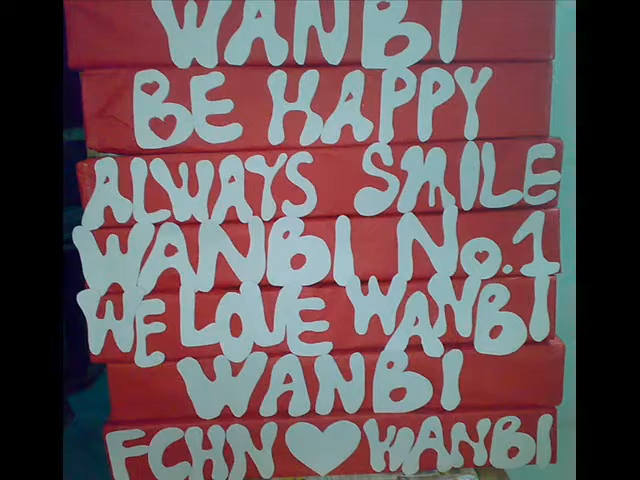 WANBI
BE HAPPY
ALWAYS SMILE
WANBI No.1
WE LOVE WANBI
WANBI
FCHN WANBI